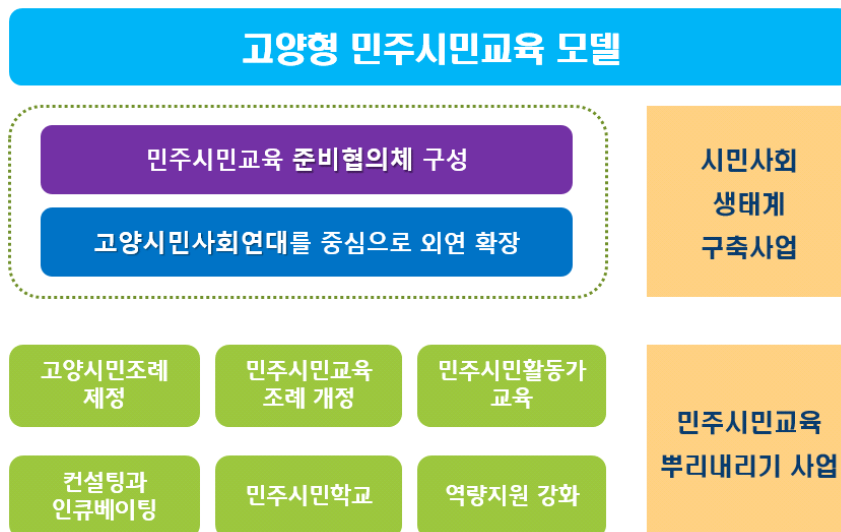 고양형 민주시민교육 모델
민주시민교육 준비협의체 구성
고양시민사회연대를 중심으로 외연 확장
시민사회
생태계
구축사업
고양시민조례
제정
민주시민교육
조례 개정
민주시민활동가
교육
컨설팅과
인큐베이팅
민주시민학교
역량지원 강화
민주시민교육
뿌리내리기 사업